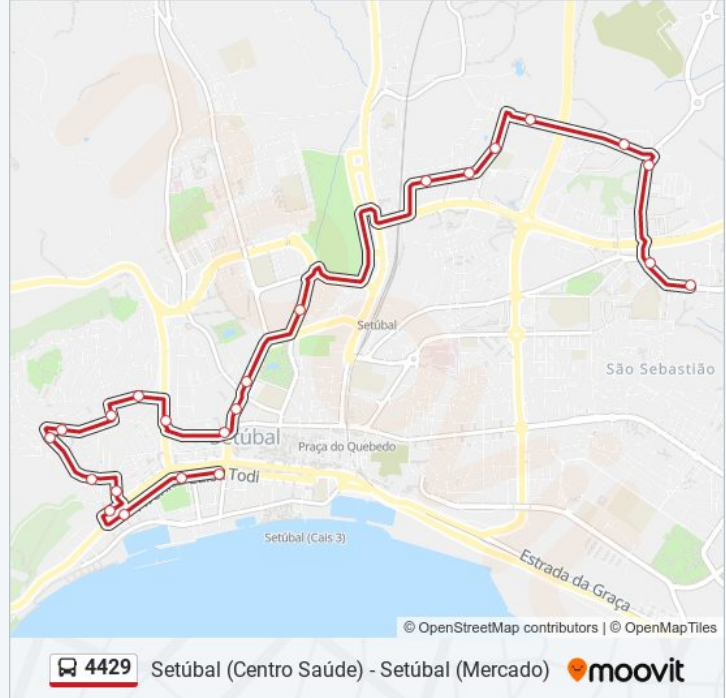 Setúbal
São Sebastião
Setúbal
Praça do Quebedo
Todi
Setúbal (Cais 3)
Estrada da Graça
© OpenStreetMap contributors | © OpenMapTiles
4429 Setúbal (Centro Saúde) - Setúbal (Mercado) moovit